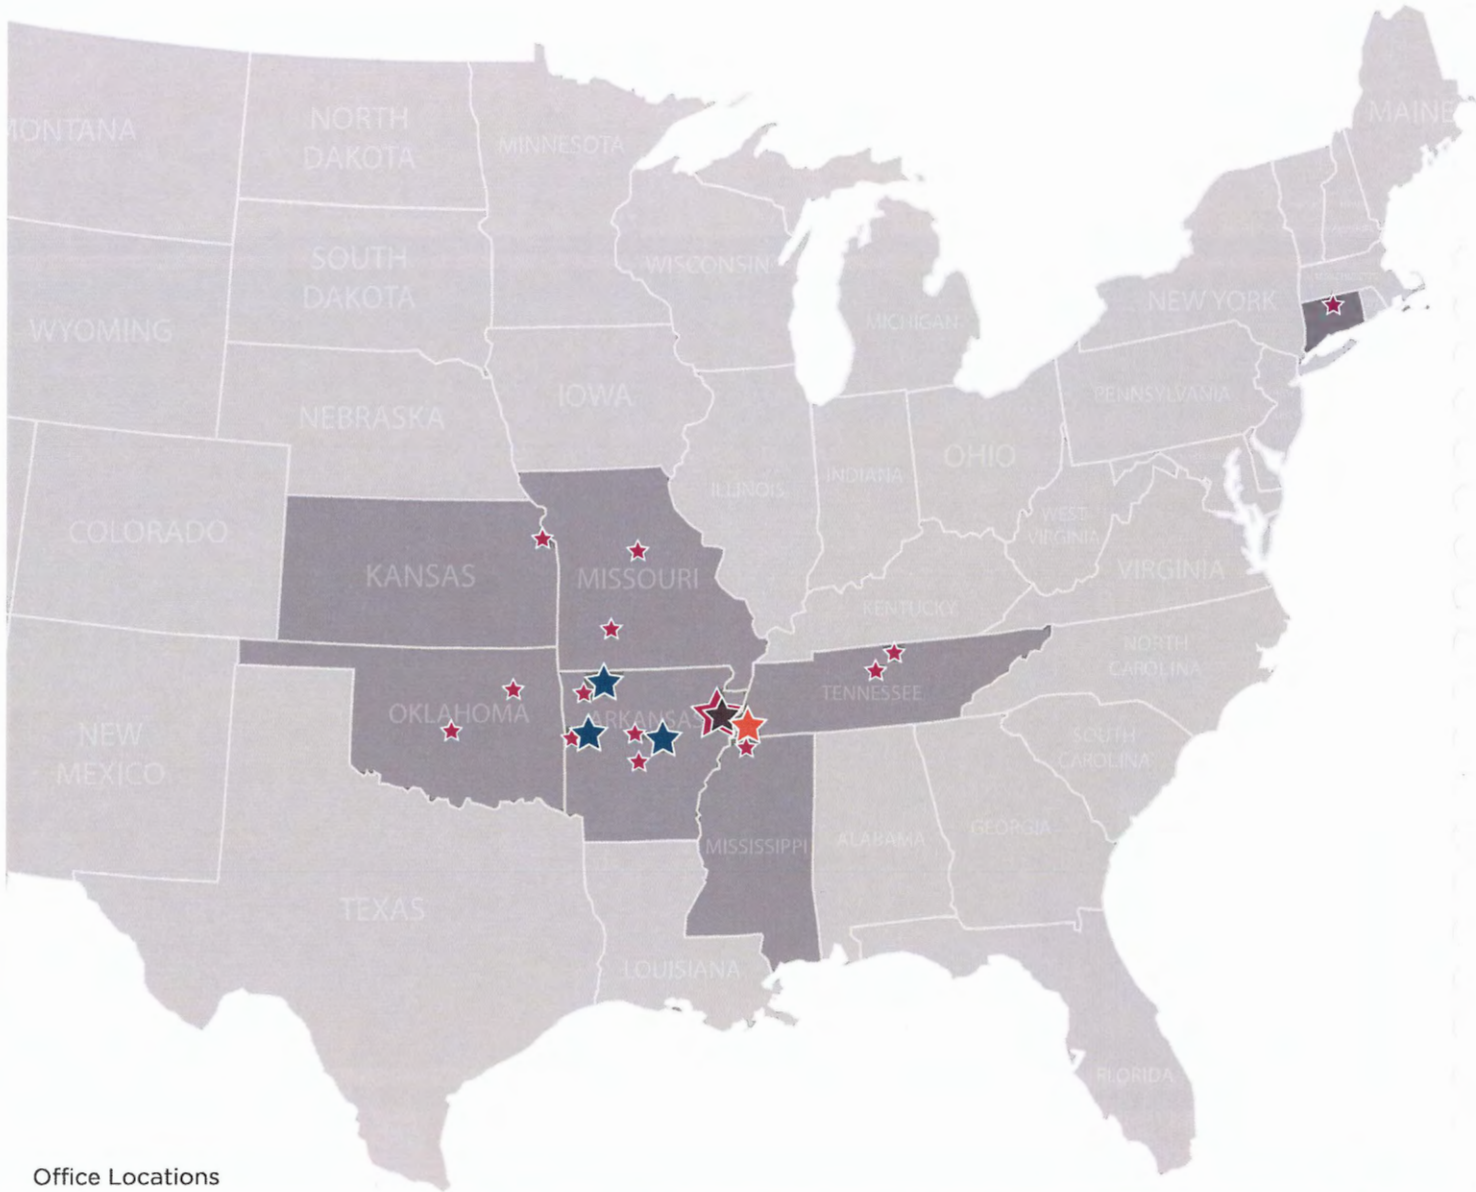 MONTANA
NORTH
DAKOTA
MINNESOTA
MAINE
SOUTH
DAKOTA
WISCONSIN
WYOMING
MICHIGAN
NEW YORK
IOWA
NEBRASKA
PENNSYLVANIA
ILLINOIS
INDIANA
OHIO
COLORADO
KANSAS
MISSOURI
WEST
VIRGINIA
VIRGINIA
KENTUCKY
NORTH
CAROLINA
TENNESSEE
OKLAHOMA
ARKANSAS
NEW
MEXICO
SOUTH
CAROLINA
MISSISSIPPI
ALABAMA
GEORGIA
TEXAS
LOUISIANA
FLORIDA
Office Locations